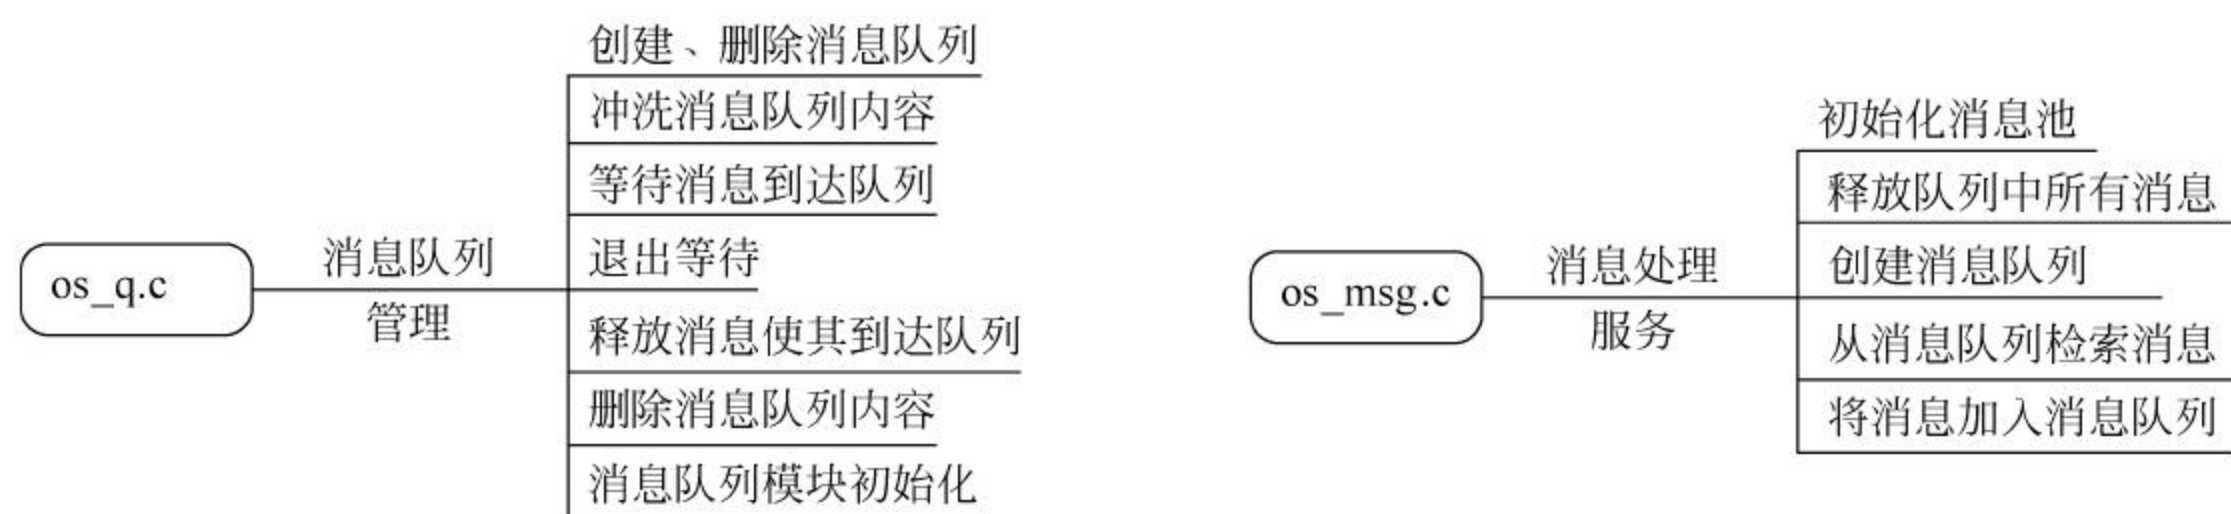 os_q.c
消息队列
管理
创建、删除消息队列
冲洗消息队列内容
等待消息到达队列
退出等待
释放消息使其到达队列
删除消息队列内容
消息队列模块初始化
os_msg.c
消息处理
服务
初始化消息池
释放队列中所有消息
创建消息队列
从消息队列检索消息
将消息加入消息队列